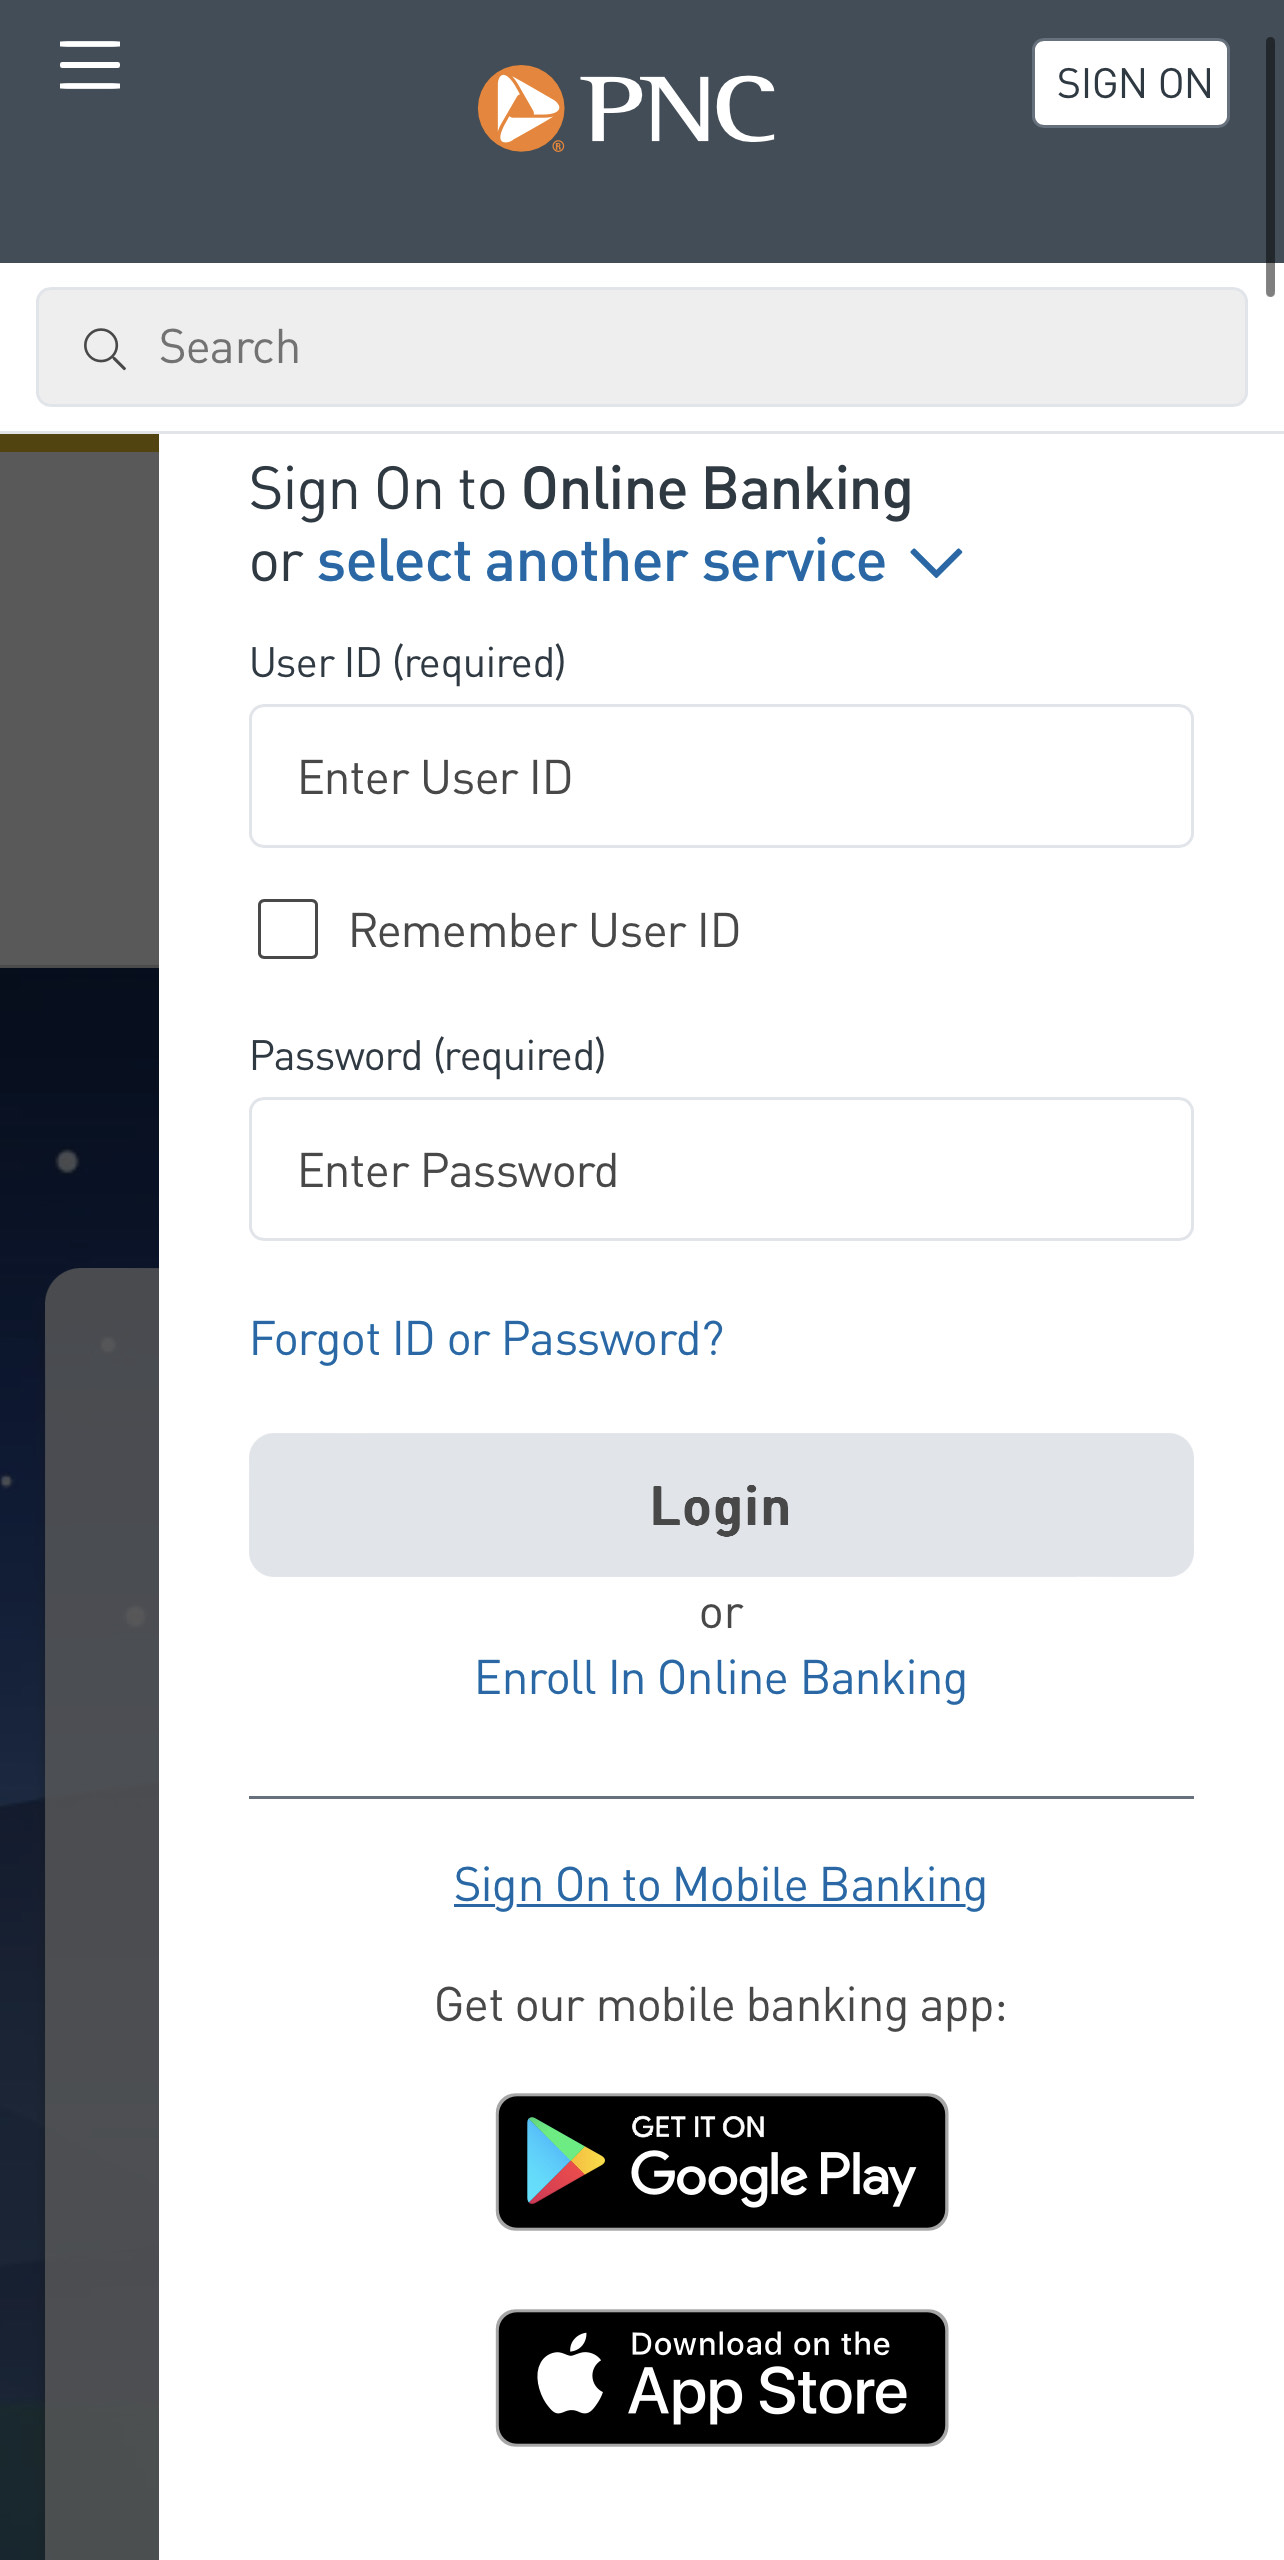 PNC
SIGN ON
Search
Sign On to Online Banking
or select another service
User ID (required)
Enter User ID
Remember User ID
Password (required)
Enter Password
Forgot ID or Password?
Login
or
Enroll In Online Banking
Sign On to Mobile Banking
Get our mobile banking app:
GET IT ON
Google Play
Download on the
App Store